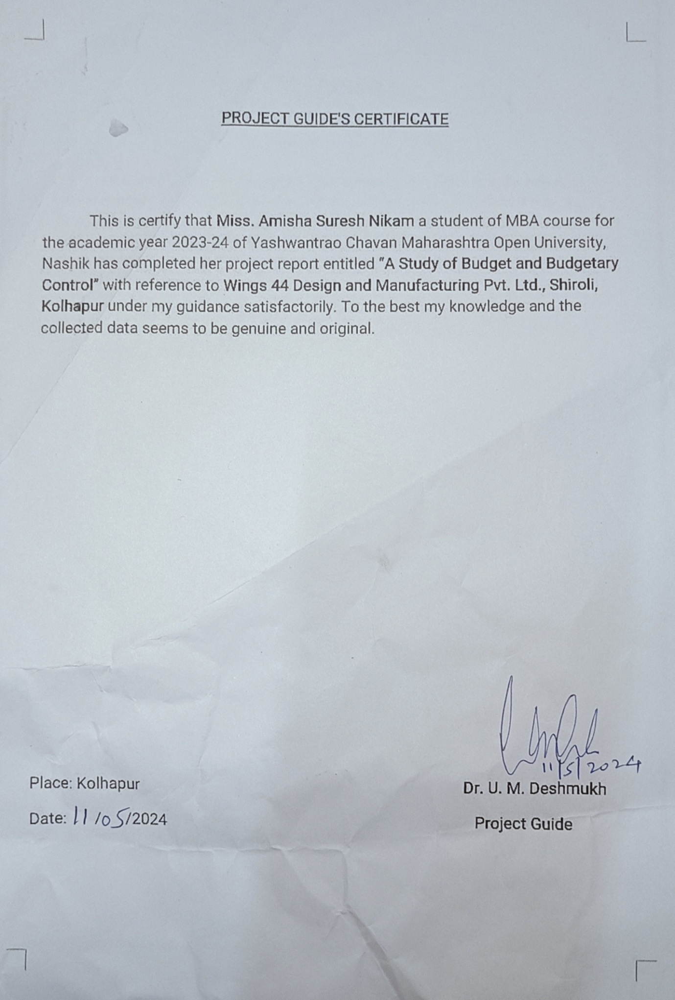 PROJECT GUIDE'S CERTIFICATE
This is certify that Miss. Amisha Suresh Nikam a student of MBA course for
the academic year 2023-24 of Yashwantrao Chavan Maharashtra Open University,
Nashik has completed her project report entitled "A Study of Budget and Budgetary
Control" with reference to Wings 44 Design and Manufacturing Pvt. Ltd., Shiroli,
Kolhapur under my guidance satisfactorily. To the best my knowledge and the
collected data seems to be genuine and original.
11/5/2024
Place: Kolhapur
Dr. U. M. Deshmukh
Date: 11/05/2024
Project Guide